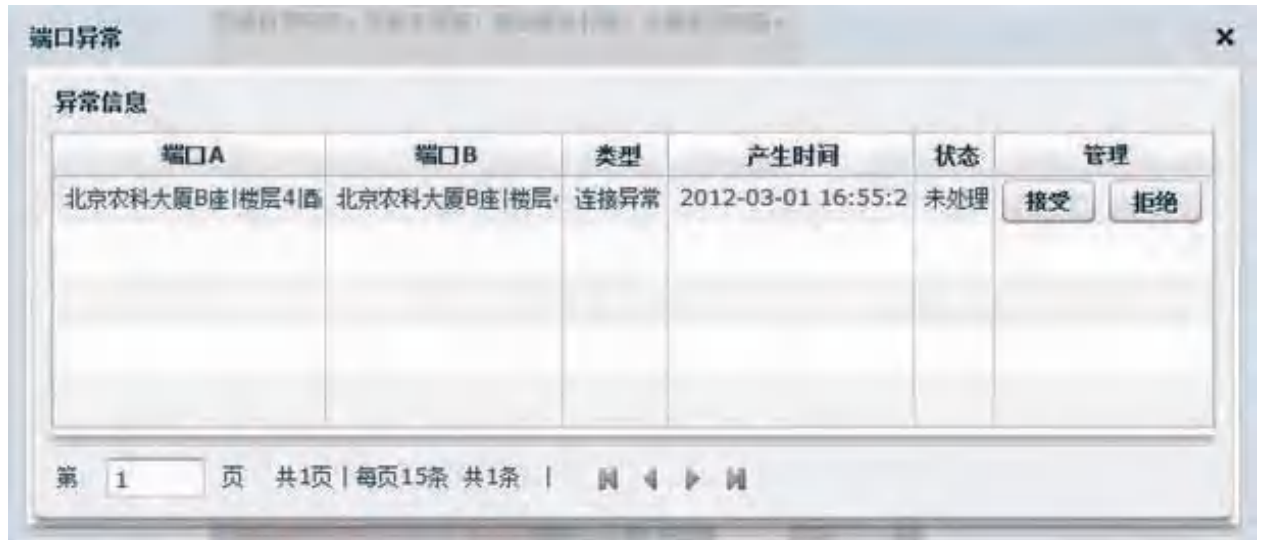 端口异常
异常信息
端口A 端口B 类型 产生时间 状态 管理
北京农科大厦B座|楼层4|酉 北京农科大厦B座|楼层 连接异常 2012-03-01 16:55:2 未处理 接受 拒绝
第 1 页 共1页 | 每页15条 共1条 |